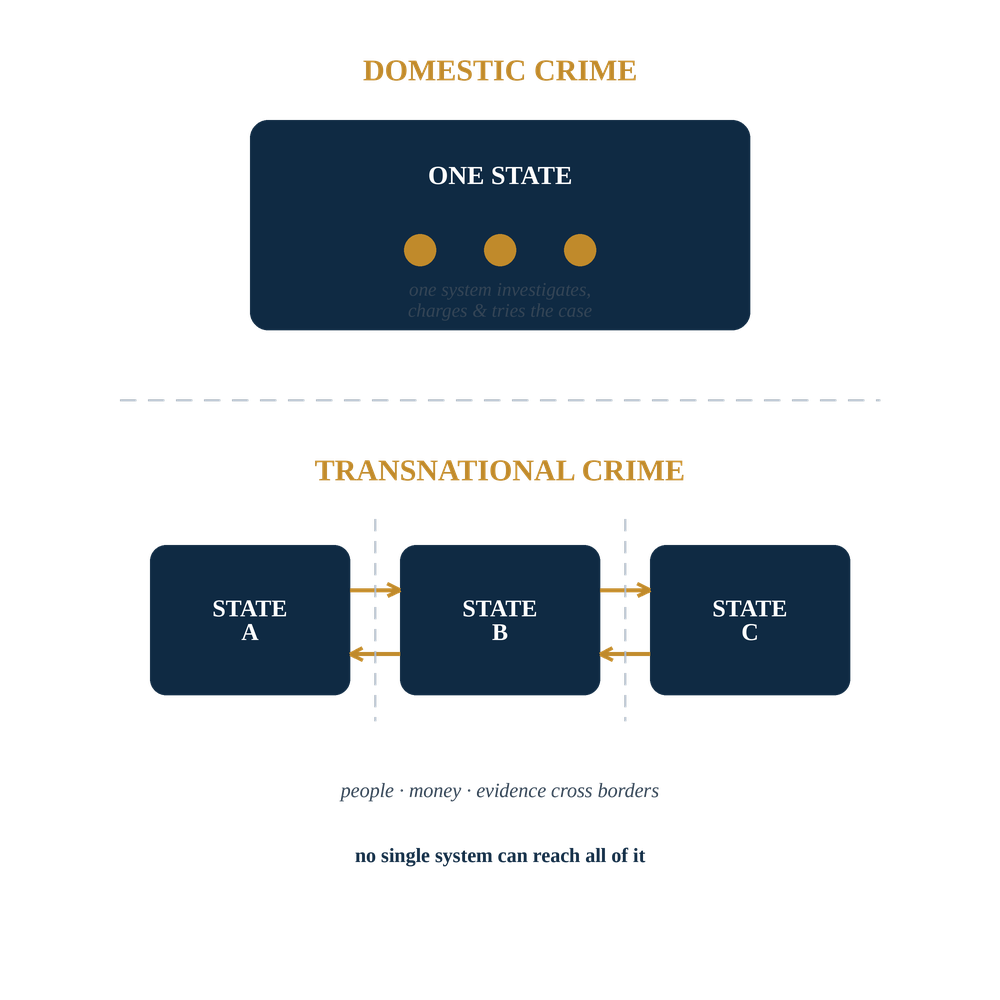 DOMESTIC CRIME
ONE STATE
one system investigates,
charges & tries the case
TRANSNATIONAL CRIME
STATE
A
STATE
B
STATE
C
people · money · evidence cross borders
no single system can reach all of it